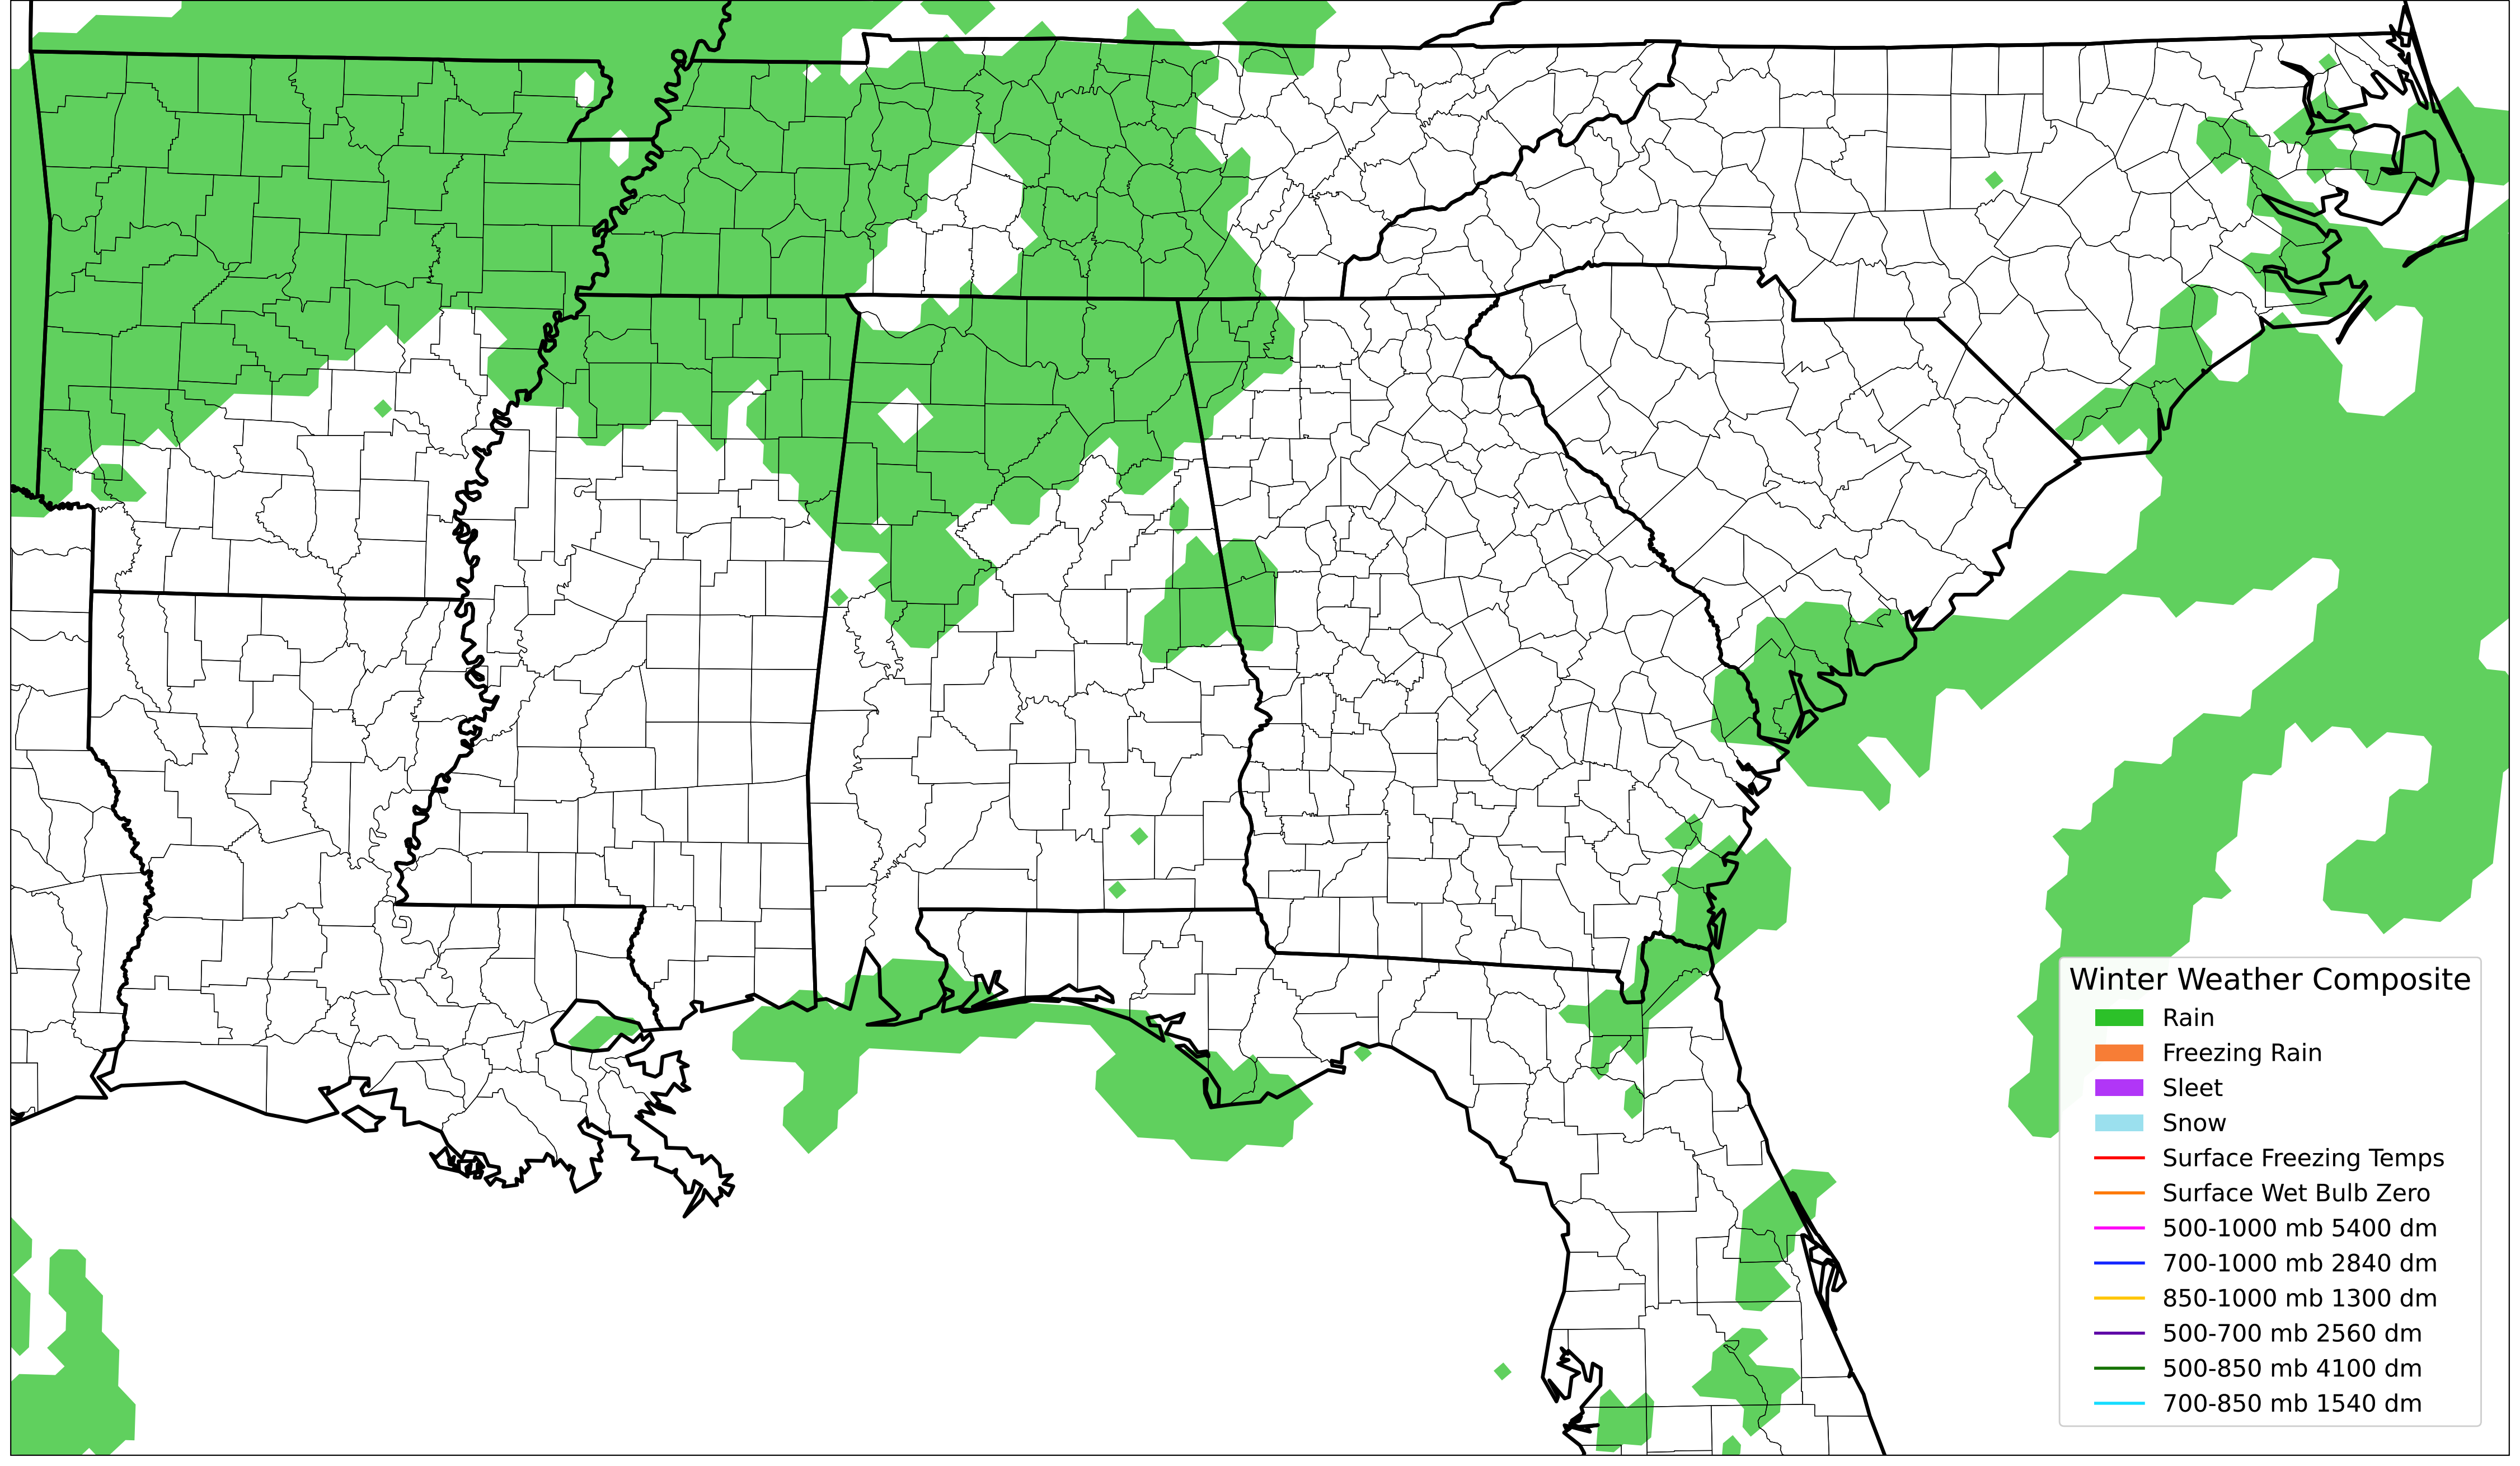 Winter Weather Composite
Rain
Freezing Rain
Sleet
Snow
Surface Freezing Temps
Surface Wet Bulb Zero
500-1000 mb 5400 dm
700-1000 mb 2840 dm
850-1000 mb 1300 dm
500-700 mb 2560 dm
500-850 mb 4100 dm
700-850 mb 1540 dm